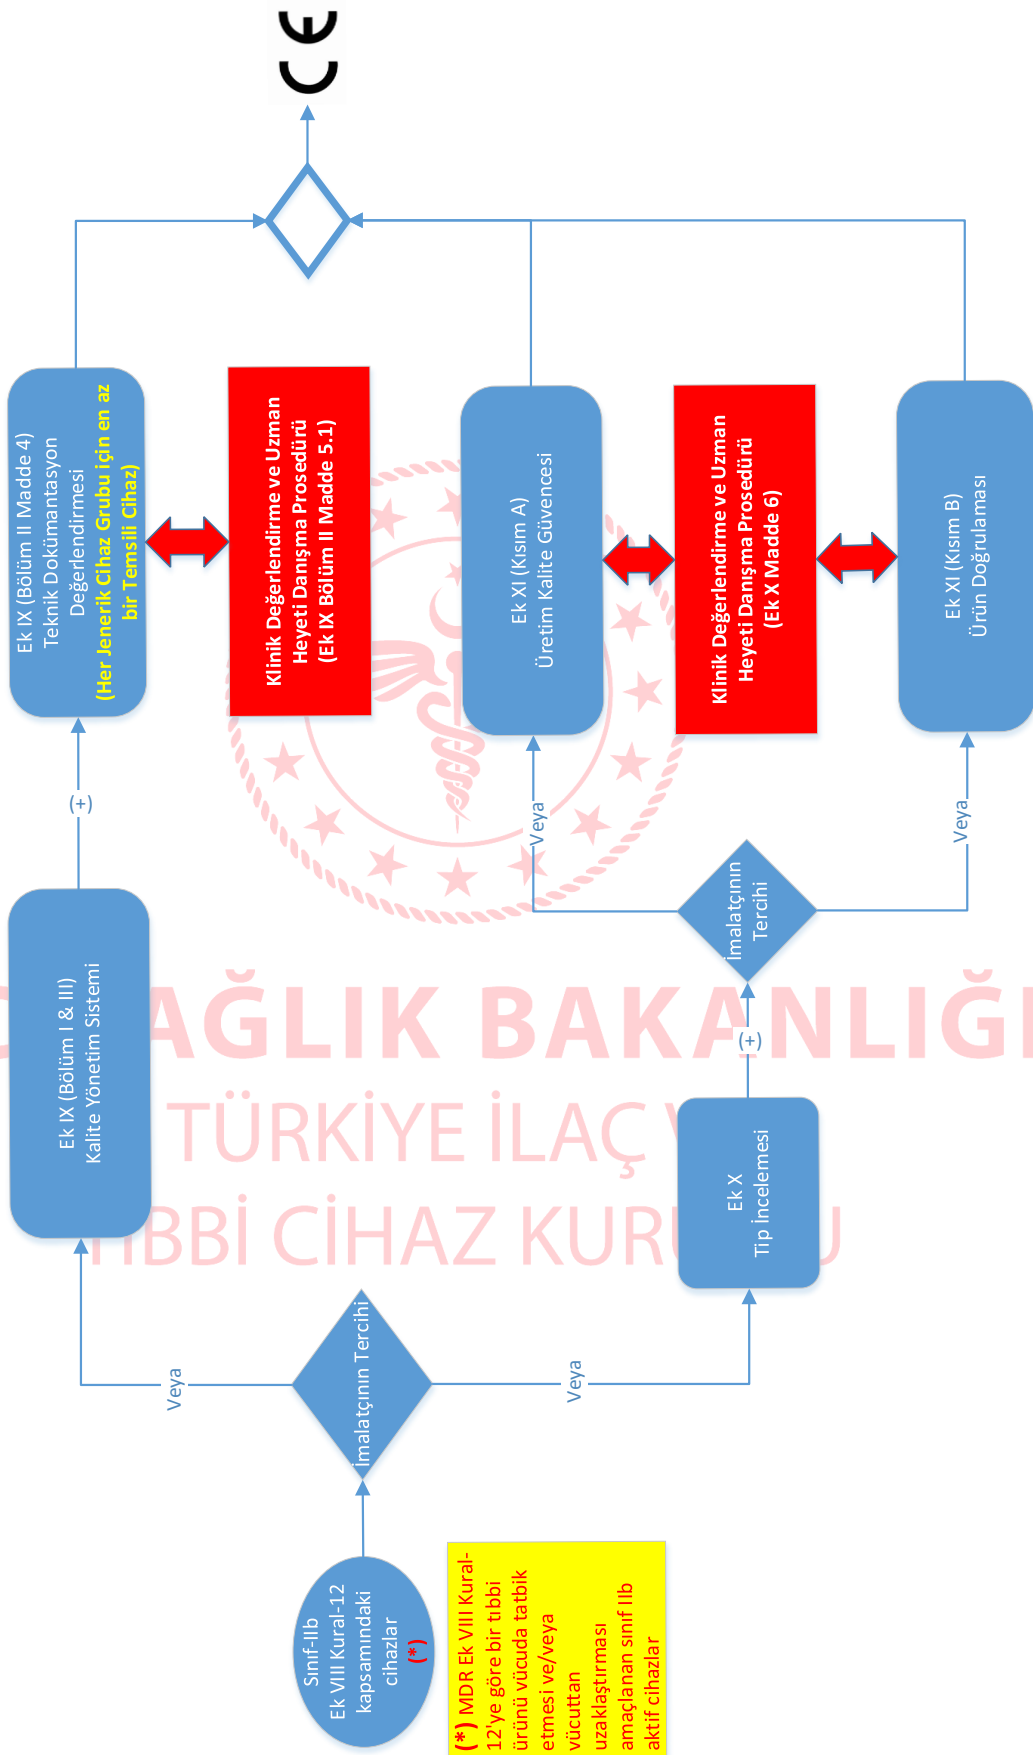 Sınıf-IIb
Ek VIII Kural-12
kapsamındaki
cihazlar
(*)
(*) MDR Ek VIII Kural-
12'ye göre bir tıbbi
ürünü vücuda tatbik
etmesi ve/veya
vücuttan
uzaklaştırması
amaçlanan sınıf IIb
aktif cihazlar
İmalatçının Tercihi
Veya
Veya
Ek IX (Bölüm I & III)
Kalite Yönetim Sistemi
(+)
Ek IX (Bölüm II Madde 4)
Teknik Dokümantasyon
Değerlendirmesi
(Her Jenerik Cihaz Grubu için en az
bir Temsili Cihaz)
Klinik Değerlendirme ve Uzman
Heyeti Danışma Prosedürü
(Ek IX Bölüm II Madde 5.1)
Ek X
Tip İncelemesi
(+)
İmalatçının
Tercihi
Veya
Veya
Ek XI (Kısım A)
Üretim Kalite Güvencesi
Klinik Değerlendirme ve Uzman
Heyeti Danışma Prosedürü
(Ek X Madde 6)
Ek XI (Kısım B)
Ürün Doğrulaması
CE
AĞLIK BAKANLIĞI
TÜRKİYE İLAÇ
CİHAZ